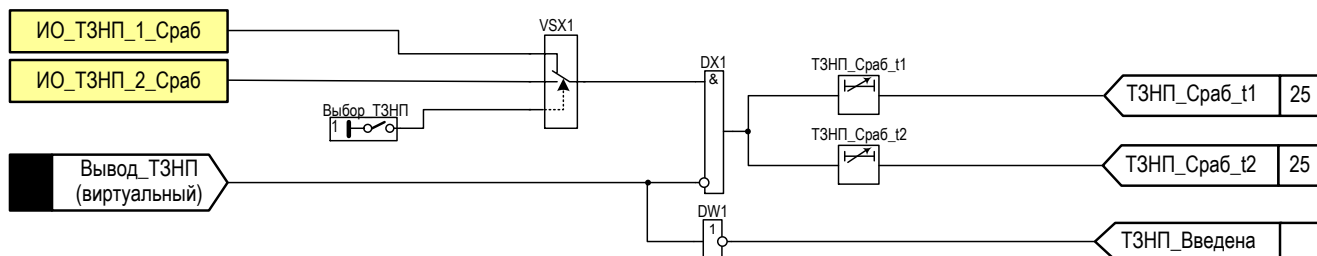 ИО_ТЗНП_1_Сраб
VSX1
ИО_ТЗНП_2_Сраб
DX1
&
ТЗНП_Сраб_t1
ТЗНП_Сраб_t1 25
Выбор_ТЗНП
1
ТЗНП_Сраб_t2
ТЗНП_Сраб_t2 25
Вывод_ТЗНП
(виртуальный)
DW1
1
ТЗНП_Введена